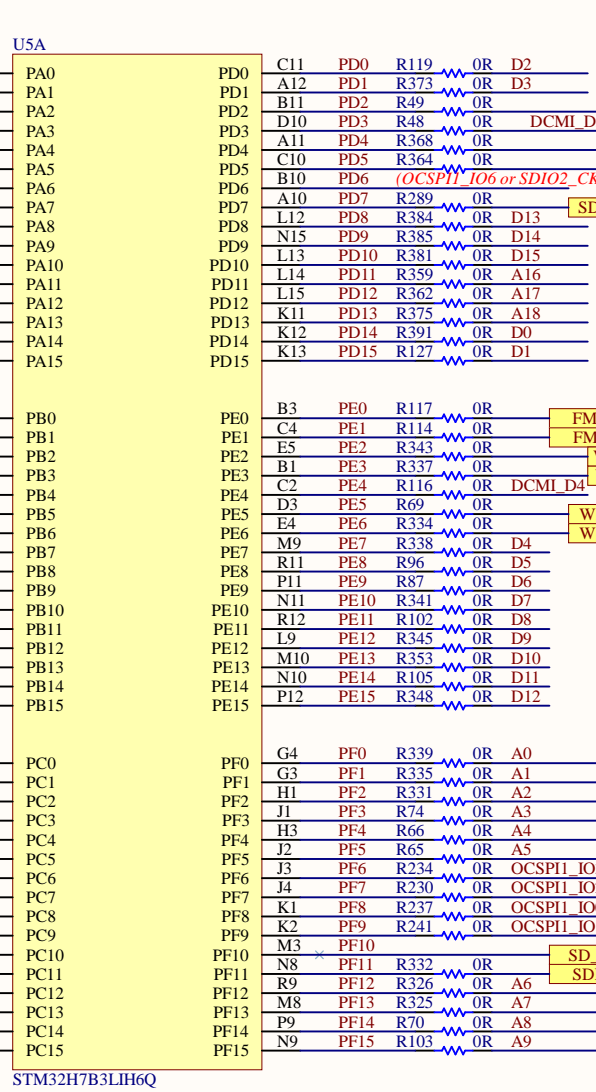 U5A
PA0 PD0 C11 PD0 R119 0R D2
PA1 PD1 A12 PD1 R373 0R D3
PA2 PD2 B11 PD2 R49 0R
PA3 PD3 D10 PD3 R48 0R DCMI_D
PA4 PD4 A11 PD4 R368 0R
PA5 PD5 C10 PD5 R364 0R
PA6 PD6 B10 PD6 (OCSPI1_IO6 or SDIO2_CK
PA7 PD7 A10 PD7 R289 0R SD
PA8 PD8 L12 PD8 R384 0R D13
PA9 PD9 N15 PD9 R385 0R D14
PA10 PD10 L13 PD10 R381 0R D15
PA11 PD11 L14 PD11 R359 0R A16
PA12 PD12 L15 PD12 R362 0R A17
PA13 PD13 K11 PD13 R375 0R A18
PA14 PD14 K12 PD14 R391 0R D0
PA15 PD15 K13 PD15 R127 0R D1
PB0 PE0 B3 PE0 R117 0R FM
PB1 PE1 C4 PE1 R114 0R FM
PB2 PE2 E5 PE2 R343 0R
PB3 PE3 B1 PE3 R337 0R
PB4 PE4 C2 PE4 R116 0R DCMI_D4
PB5 PE5 D3 PE5 R69 0R W
PB6 PE6 E4 PE6 R334 0R W
PB7 PE7 M9 PE7 R338 0R D4
PB8 PE8 R11 PE8 R96 0R D5
PB9 PE9 P11 PE9 R87 0R D6
PB10 PE10 N11 PE10 R341 0R D7
PB11 PE11 R12 PE11 R102 0R D8
PB12 PE12 L9 PE12 R345 0R D9
PB13 PE13 M10 PE13 R353 0R D10
PB14 PE14 N10 PE14 R105 0R D11
PB15 PE15 P12 PE15 R348 0R D12
PC0 PF0 G4 PF0 R339 0R A0
PC1 PF1 G3 PF1 R335 0R A1
PC2 PF2 H1 PF2 R331 0R A2
PC3 PF3 J1 PF3 R74 0R A3
PC4 PF4 H3 PF4 R66 0R A4
PC5 PF5 J2 PF5 R65 0R A5
PC6 PF6 J3 PF6 R234 0R OCSPI1_IO
PC7 PF7 J4 PF7 R230 0R OCSPI1_IO
PC8 PF8 K1 PF8 R237 0R OCSPI1_IO
PC9 PF9 K2 PF9 R241 0R OCSPI1_IO
PC10 PF10 M3 PF10 SD_
PC11 PF11 N8 PF11 R332 0R SD
PC12 PF12 R9 PF12 R326 0R A6
PC13 PF13 M8 PF13 R325 0R A7
PC14 PF14 P9 PF14 R70 0R A8
PC15 PF15 N9 PF15 R103 0R A9
STM32H7B3LIH6Q